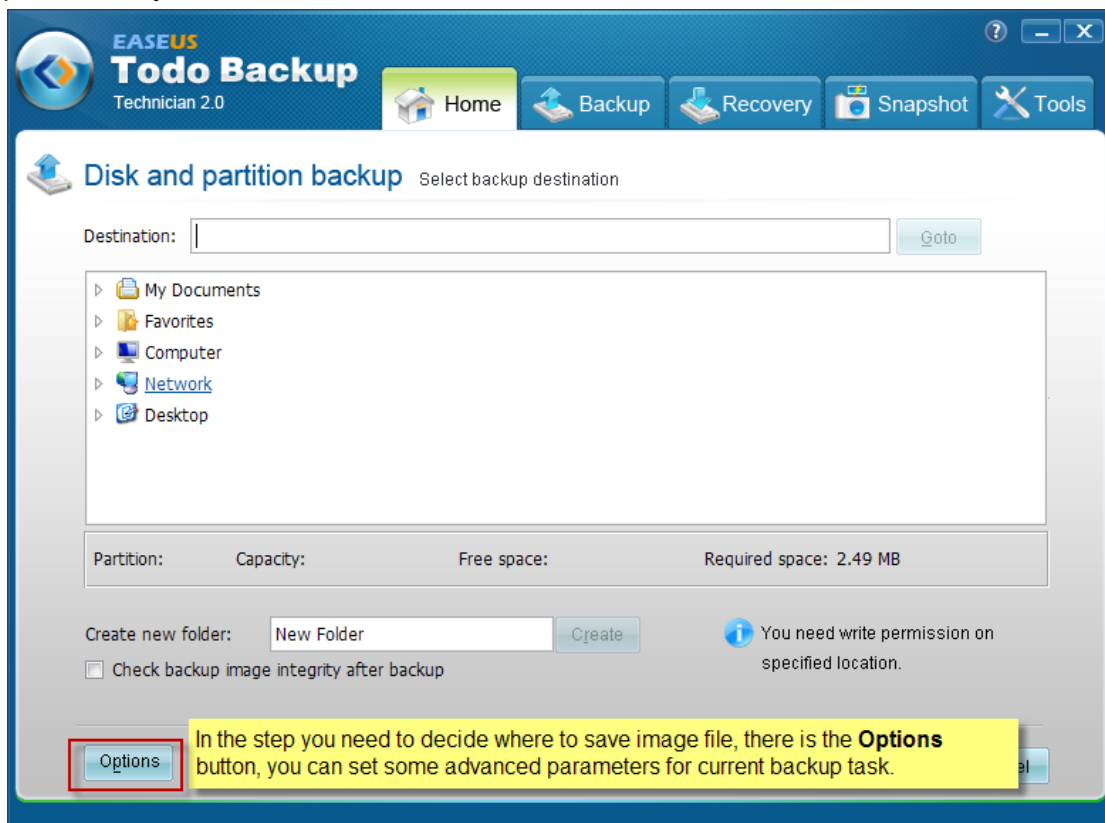 EASEUS
Todo Backup
Technician 2.0
Home
Backup
Recovery
Snapshot
Tools
Disk and partition backup Select backup destination
Destination:
Goto
My Documents
Favorites
Computer
Network
Desktop
Partition: Capacity: Free space: Required space: 2.49 MB
Create new folder: New Folder Create
You need write permission on
specified location.
Check backup image integrity after backup
Options
In the step you need to decide where to save image file, there is the Options
button, you can set some advanced parameters for current backup task.